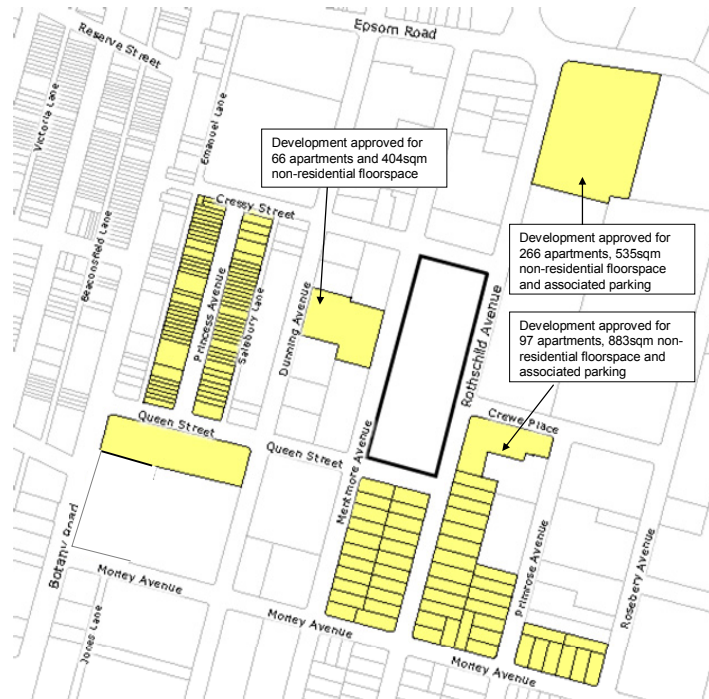 Epsom Road
Reserve Street
Victoria Lane
Emanuel Lane
Development approved for
66 apartments and 404sqm
non-residential floorspace
Cressy Street
Beaconsfield Lane
Princess Avenue
Salisbury Lane
Dunning Avenue
Development approved for
266 apartments, 535sqm
non-residential floorspace
and associated parking
Rothschild Avenue
Development approved for
97 apartments, 883sqm non-
residential floorspace and
associated parking
Crewe Place
Queen Street
Queen Street
Mentmore Avenue
Botany Road
Morley Avenue
Jones Lane
Morley Avenue
Primrose Avenue
Rosebery Avenue
Morley Avenue